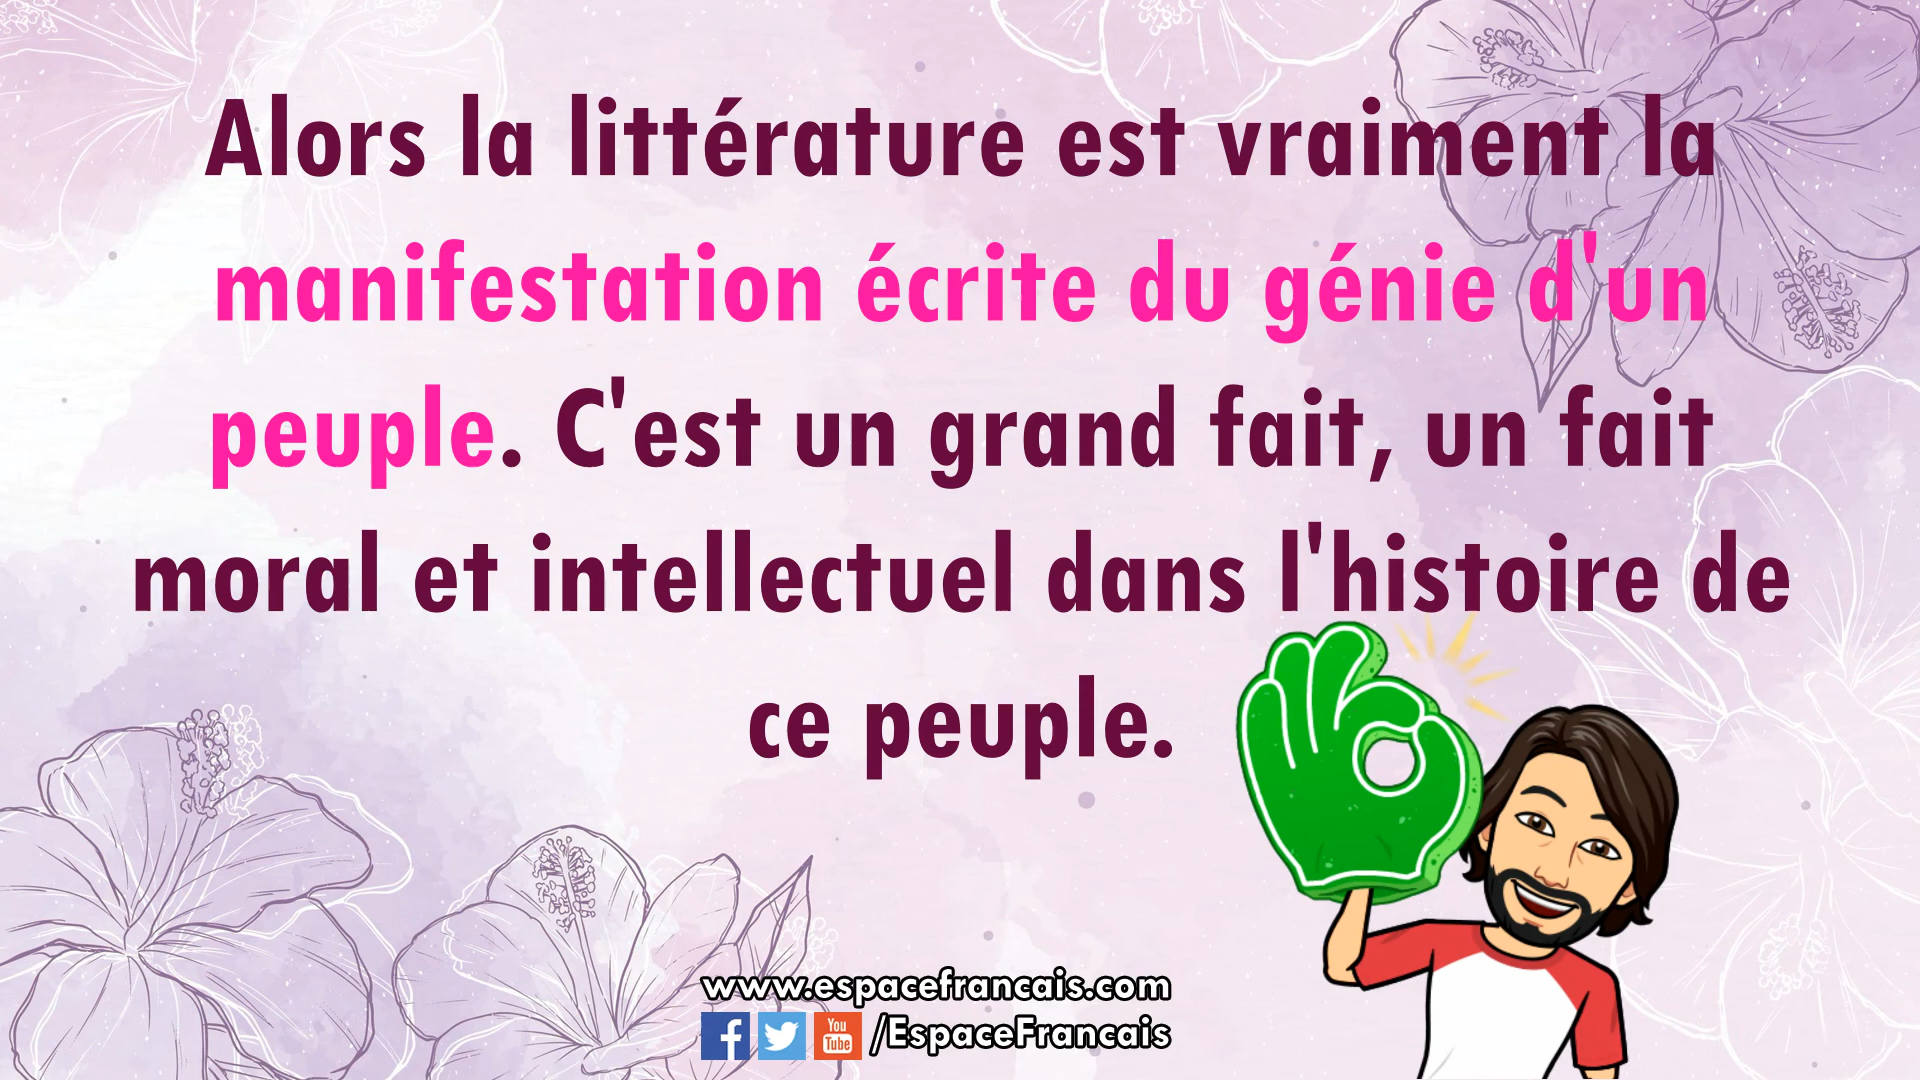 Alors la littérature est vraiment la
manifestation écrite du génie d'un
peuple. C'est un grand fait, un fait
moral et intellectuel dans l'histoire de
ce peuple.
www.espacefrancais.com
f You Tube /EspaceFrancais